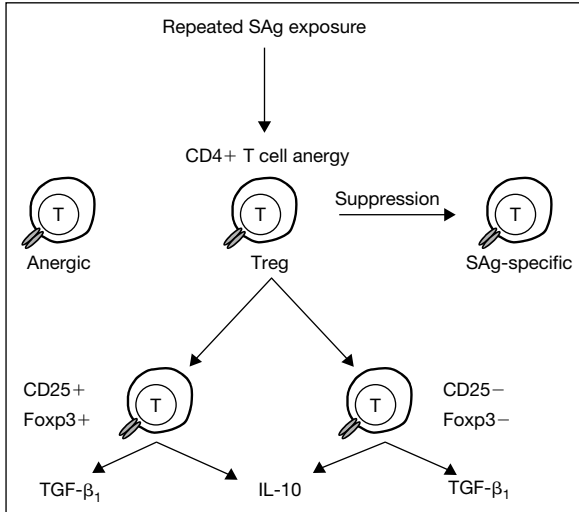 Repeated SAg exposure
CD4+ T cell anergy
Suppression
T
T
T
Anergic
Treg
SAg-specific
CD25+
Foxp3+
T
T
CD25−
Foxp3−
TGF-β₁
IL-10
TGF-β₁